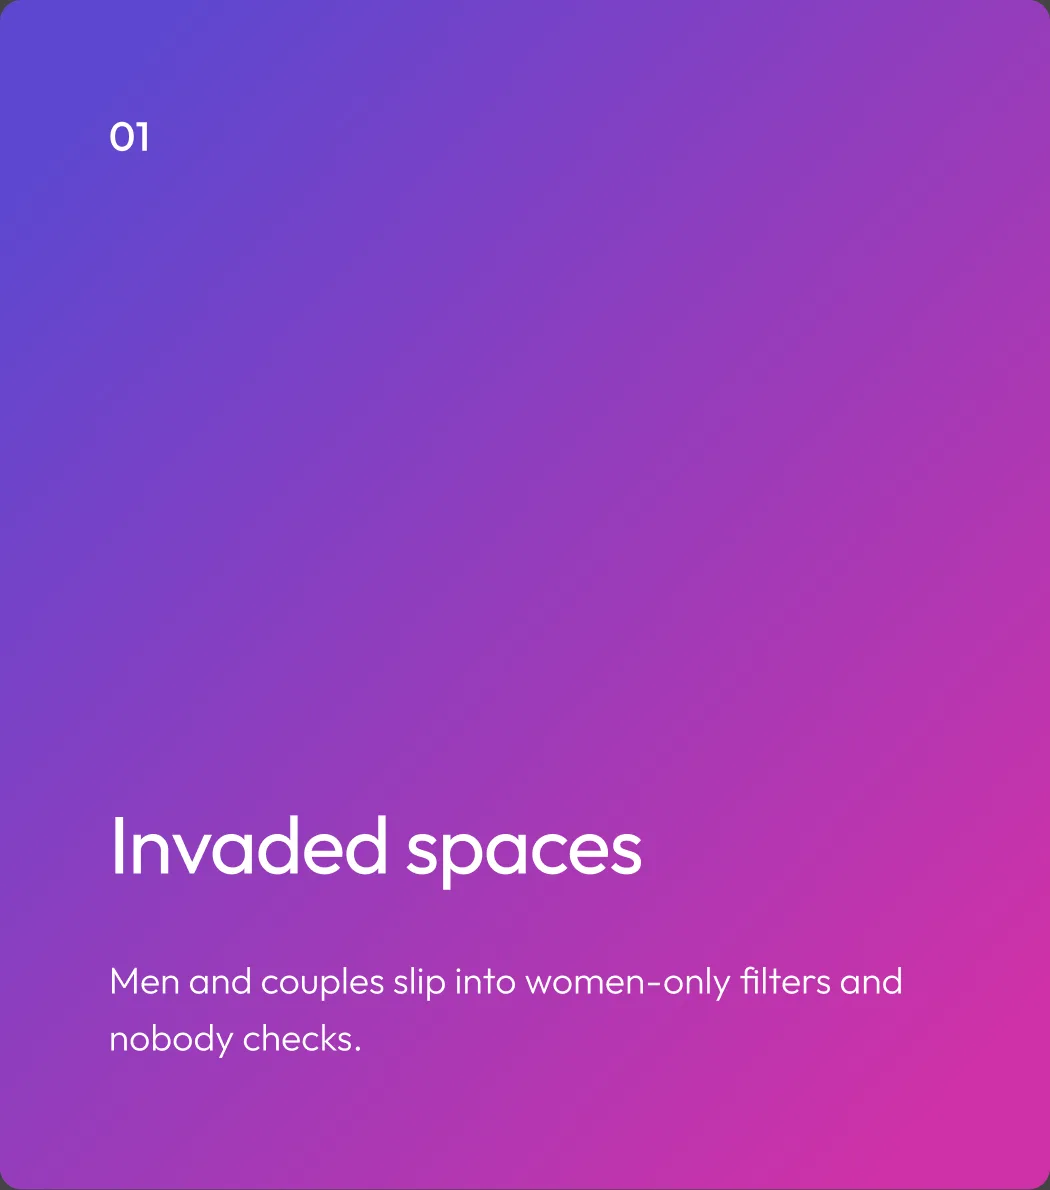 01
Invaded spaces
Men and couples slip into women-only filters and
nobody checks.